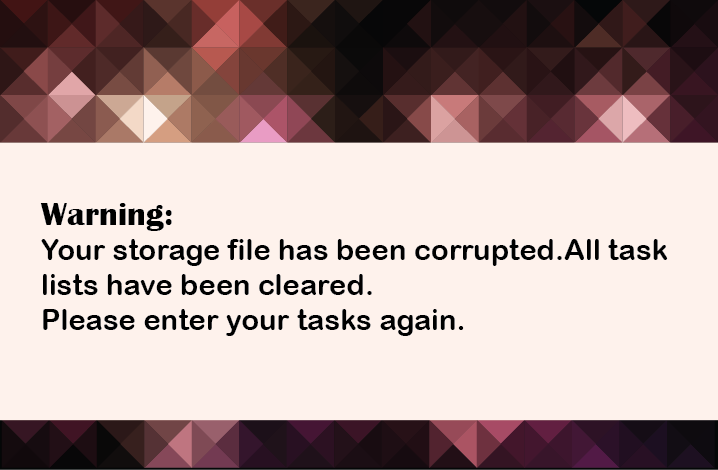 Warning:
Your storage file has been corrupted.All task
lists have been cleared.
Please enter your tasks again.